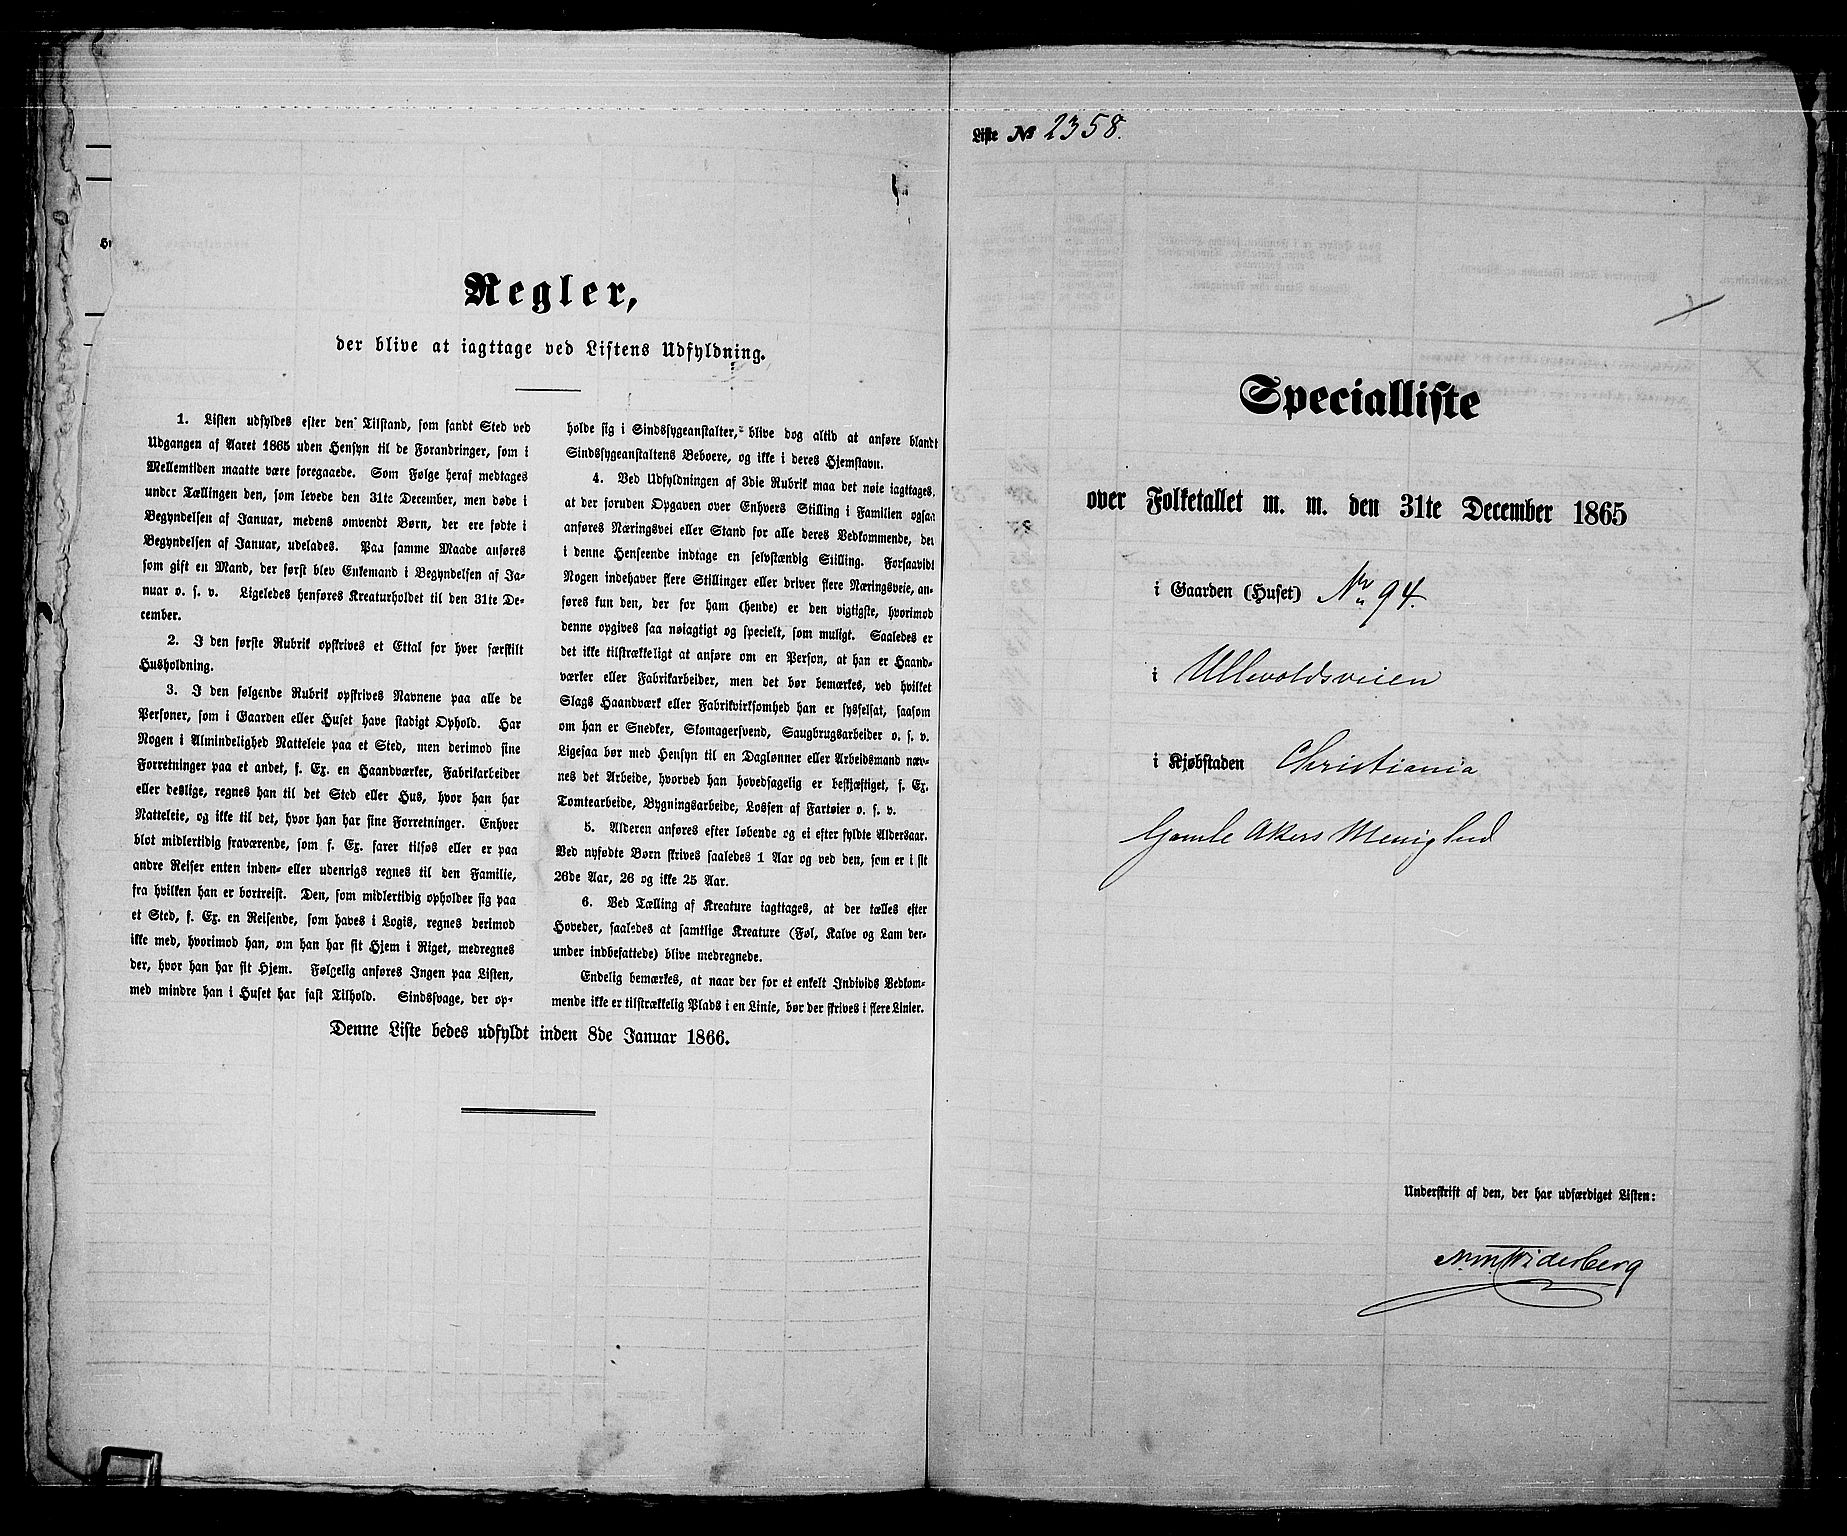 Regler,
der blive at iagttage ved Listens Udfyldning.
1. Listen udfyldes efter den Tilstand, som fandt Sted ved
Udgangen af Aaret 1865 uden Hensyn til de Forandringer, som i
Mellemtiden maatte være foregaaede. Som Følge heraf medtages
under Tællingen den, som levede den 31te December, men døde i
Begyndelsen af Januar, medens omvendt Børn, der ere fødte i
Begyndelsen af Januar, udelades. Paa samme Maade anføres
som gift en Mand, der først blev Enkemand i Begyndelsen af Ja-
nuar o. s. v. Ligeledes henføres Kreaturholdet til den 31te De-
cember.
2. I den første Rubrik opskrives et Ettal for hver særskilt
Husholdning.
3. I den følgende Rubrik opskrives Navnene paa alle de
Personer, som i Gaarden eller Huset have stadigt Ophold. Har
Nogen i Almindelighed Natteleie paa et Sted, men derimod sine
Forretninger paa et andet, s. Ex. en Haandværker, Fabrikarbeider
eller deslige, regnes han til det Sted eller Hus, hvor han har
Natteleie, og ikke til det, hvor han har sine Forretninger. Enhver
blot midlertidig fraværende, som f. Ex. farer tilsøs eller er paa
andre Reiser enten inden- eller udenrigs regnes til den Familie,
fra hvilken han er bortreist. Den, som midlertidig opholder sig paa
et Sted, f. Ex. en Reisende, som haves i Logis, regnes derimod
ikke med, hvorimod han, om han har sit Hjem i Riget, medregnes
der, hvor han har sit Hjem. Følgelig anføres Ingen paa Listen,
med mindre han i Huset har fast Tilhold. Sindssvage, der op-
holde sig i Sindssygeanstalter, blive dog altid at anføre blandt
Sindssygeanstaltens Beboere, og ikke i deres Hjemstavn.
4. Ved Udfyldningen af 3die Rubrik maa det nøie iagttages,
at der foruden Opgaven over Enhvers Stilling i Familien ogsaa
anføres Næringsvei eller Stand for alle deres Vedkommende, der
i denne Henseende indtage en selvstændig Stilling. Forsaavidt
Nogen indehaver flere Stillinger eller driver flere Næringsveie, an-
føres kun den, der for ham (hende) er den vigtigste, hvorimod
denne opgives saa nøiagtigt og specielt, som muligt. Saaledes er
det ikke tilstrækkeligt at anføre om en Person, at han er Haand-
værker eller Fabrikarbeider, men det bør bemærkes, ved hvilket
Slags Haandværk eller Fabrikvirksomhed han er sysselsat, saasom
om han er Snedker, Skomagersvend, Saugbrugsarbeider o. s. v.
Ligesaa bør med Hensyn til en Daglønner eller Arbeidsmand næv-
nes det Arbeide, hvorved han hovedsagelig er beskjæftiget, f. Ex.
Tomtearbeide, Bygningsarbeide, Lossen af Fartøier o. s. v.
5. Alderen anføres efter løbende og ei efter fyldte Aldersaar.
Ved nyfødte Børn skrives saaledes 1 Aar og ved den, som er i sit
26de Aar, 26 og ikke 25 Aar.
6. Ved Tælling af Kreature iagttages, at der tælles efter
Hoveder, saaledes at samtlige Kreature (Føl, Kalve og Lam der-
under indbefattede) blive medregnede.
Endelig bemærkes, at naar der for et enkelt Individs Vedkom-
mende ikke er tilstrækkelig Plads i en Linie, bør der skrives i flere Linier.
Denne Liste bedes udfyldt inden 8de Januar 1866.
Liste № 2358.
Specialliste
over Folketallet m. m. den 31te December 1865
i Gaarden (Huset) Nr 94.
i Ullevoldsveien
i Kjøbstaden Christiania
Gamle Akers Menighed
Underskrift af den, der har udfærdiget Listen:
Widerberg